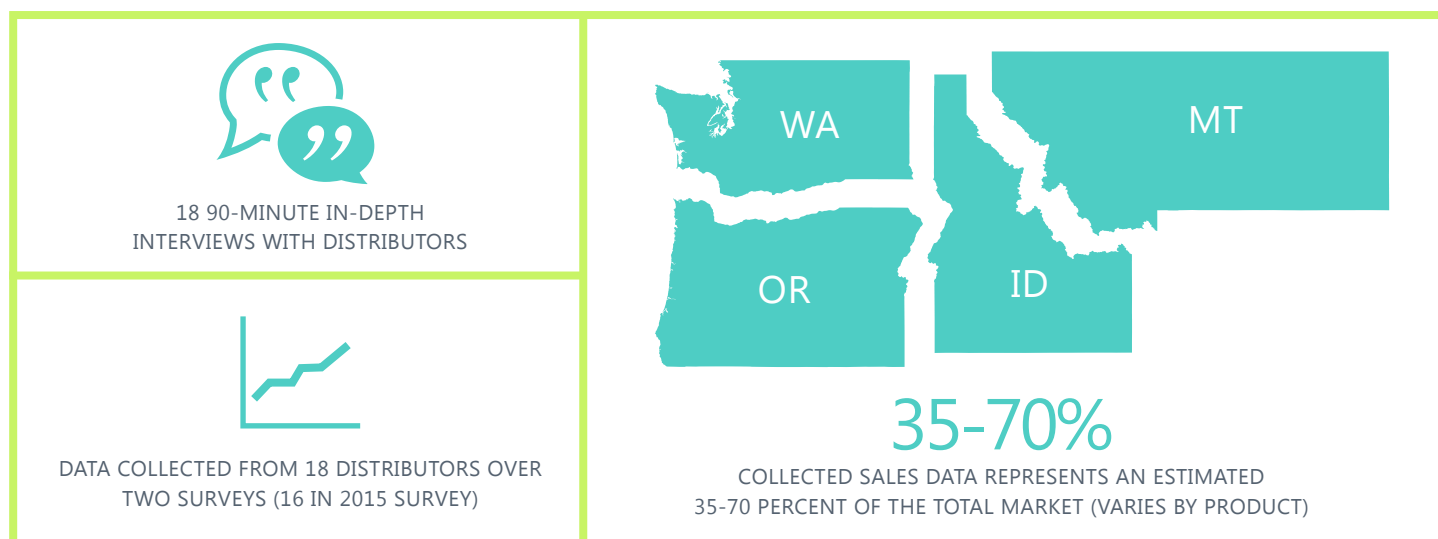 18 90-MINUTE IN-DEPTH
INTERVIEWS WITH DISTRIBUTORS
DATA COLLECTED FROM 18 DISTRIBUTORS OVER
TWO SURVEYS (16 IN 2015 SURVEY)
WA
MT
OR
ID
35-70%
COLLECTED SALES DATA REPRESENTS AN ESTIMATED
35-70 PERCENT OF THE TOTAL MARKET (VARIES BY PRODUCT)